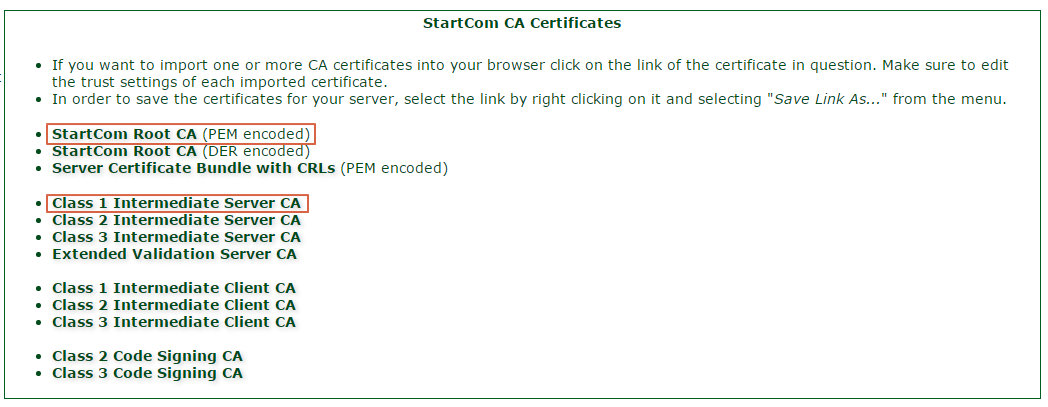 StartCom CA Certificates
If you want to import one or more CA certificates into your browser click on the link of the certificate in question. Make sure to edit
the trust settings of each imported certificate.
In order to save the certificates for your server, select the link by right clicking on it and selecting "Save Link As..." from the menu.
StartCom Root CA (PEM encoded)
StartCom Root CA (DER encoded)
Server Certificate Bundle with CRLs (PEM encoded)
Class 1 Intermediate Server CA
Class 2 Intermediate Server CA
Class 3 Intermediate Server CA
Extended Validation Server CA
Class 1 Intermediate Client CA
Class 2 Intermediate Client CA
Class 3 Intermediate Client CA
Class 2 Code Signing CA
Class 3 Code Signing CA